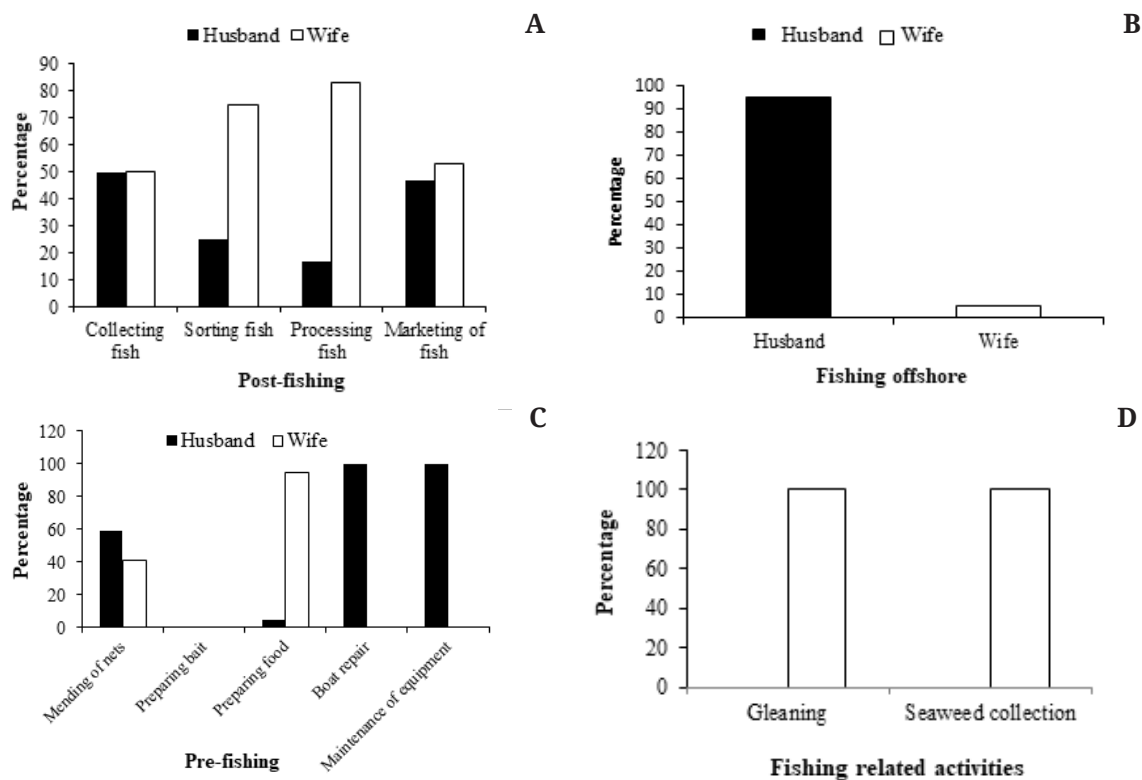 A
Husband Wife
90
80
70
60
50
40
30
20
10
0
Percentage
Collecting fish
Sorting fish
Processing fish
Marketing of fish
Post-fishing
B
Husband Wife
100
90
80
70
60
50
40
30
20
10
0
Percentage
Husband
Wife
Fishing offshore
C
Husband Wife
120
100
80
60
40
20
0
Percentage
Mending of nets
Preparing bait
Preparing food
Boat repair
Maintenance of equipment
Pre-fishing
D
120
100
80
60
40
20
0
Percentage
Gleaning
Seaweed collection
Fishing related activities